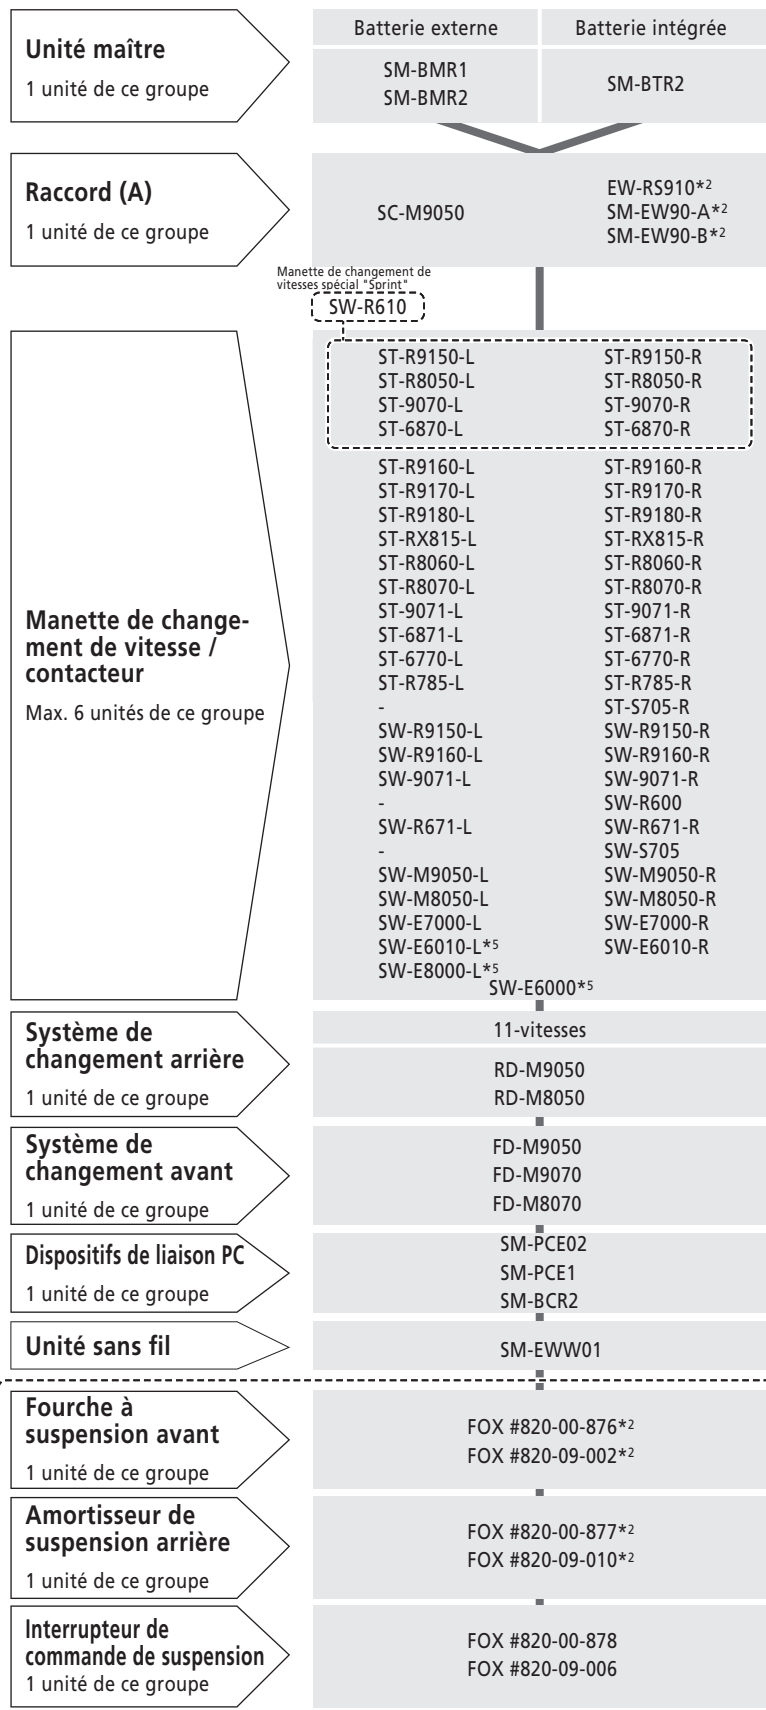 Unité maître
1 unité de ce groupe
Batterie externe
Batterie intégrée
SM-BMR1
SM-BMR2
SM-BTR2
Raccord (A)
1 unité de ce groupe
SC-M9050
EW-RS910*2
SM-EW90-A*2
SM-EW90-B*2
Manette de changement de
vitesses spécial "Sprint"
SW-R610
Manette de change-
ment de vitesse /
contacteur
Max. 6 unités de ce groupe
ST-R9150-L ST-R9150-R
ST-R8050-L ST-R8050-R
ST-9070-L ST-9070-R
ST-6870-L ST-6870-R
ST-R9160-L ST-R9160-R
ST-R9170-L ST-R9170-R
ST-R9180-L ST-R9180-R
ST-RX815-L ST-RX815-R
ST-R8060-L ST-R8060-R
ST-R8070-L ST-R8070-R
ST-9071-L ST-9071-R
ST-6871-L ST-6871-R
ST-6770-L ST-6770-R
ST-R785-L ST-R785-R
- ST-S705-R
SW-R9150-L SW-R9150-R
SW-R9160-L SW-R9160-R
SW-9071-L SW-9071-R
- SW-R600
SW-R671-L SW-R671-R
- SW-S705
SW-M9050-L SW-M9050-R
SW-M8050-L SW-M8050-R
SW-E7000-L SW-E7000-R
SW-E6010-L*5 SW-E6010-R
SW-E8000-L*5
SW-E6000*5
Système de
changement arrière
1 unité de ce groupe
11-vitesses
RD-M9050
RD-M8050
Système de
changement avant
1 unité de ce groupe
FD-M9050
FD-M9070
FD-M8070
Dispositifs de liaison PC
1 unité de ce groupe
SM-PCE02
SM-PCE1
SM-BCR2
Unité sans fil
SM-EWW01
Fourche à
suspension avant
1 unité de ce groupe
FOX #820-00-876*2
FOX #820-09-002*2
Amortisseur de
suspension arrière
1 unité de ce groupe
FOX #820-00-877*2
FOX #820-09-010*2
Interrupteur de
commande de suspension
1 unité de ce groupe
FOX #820-00-878
FOX #820-09-006